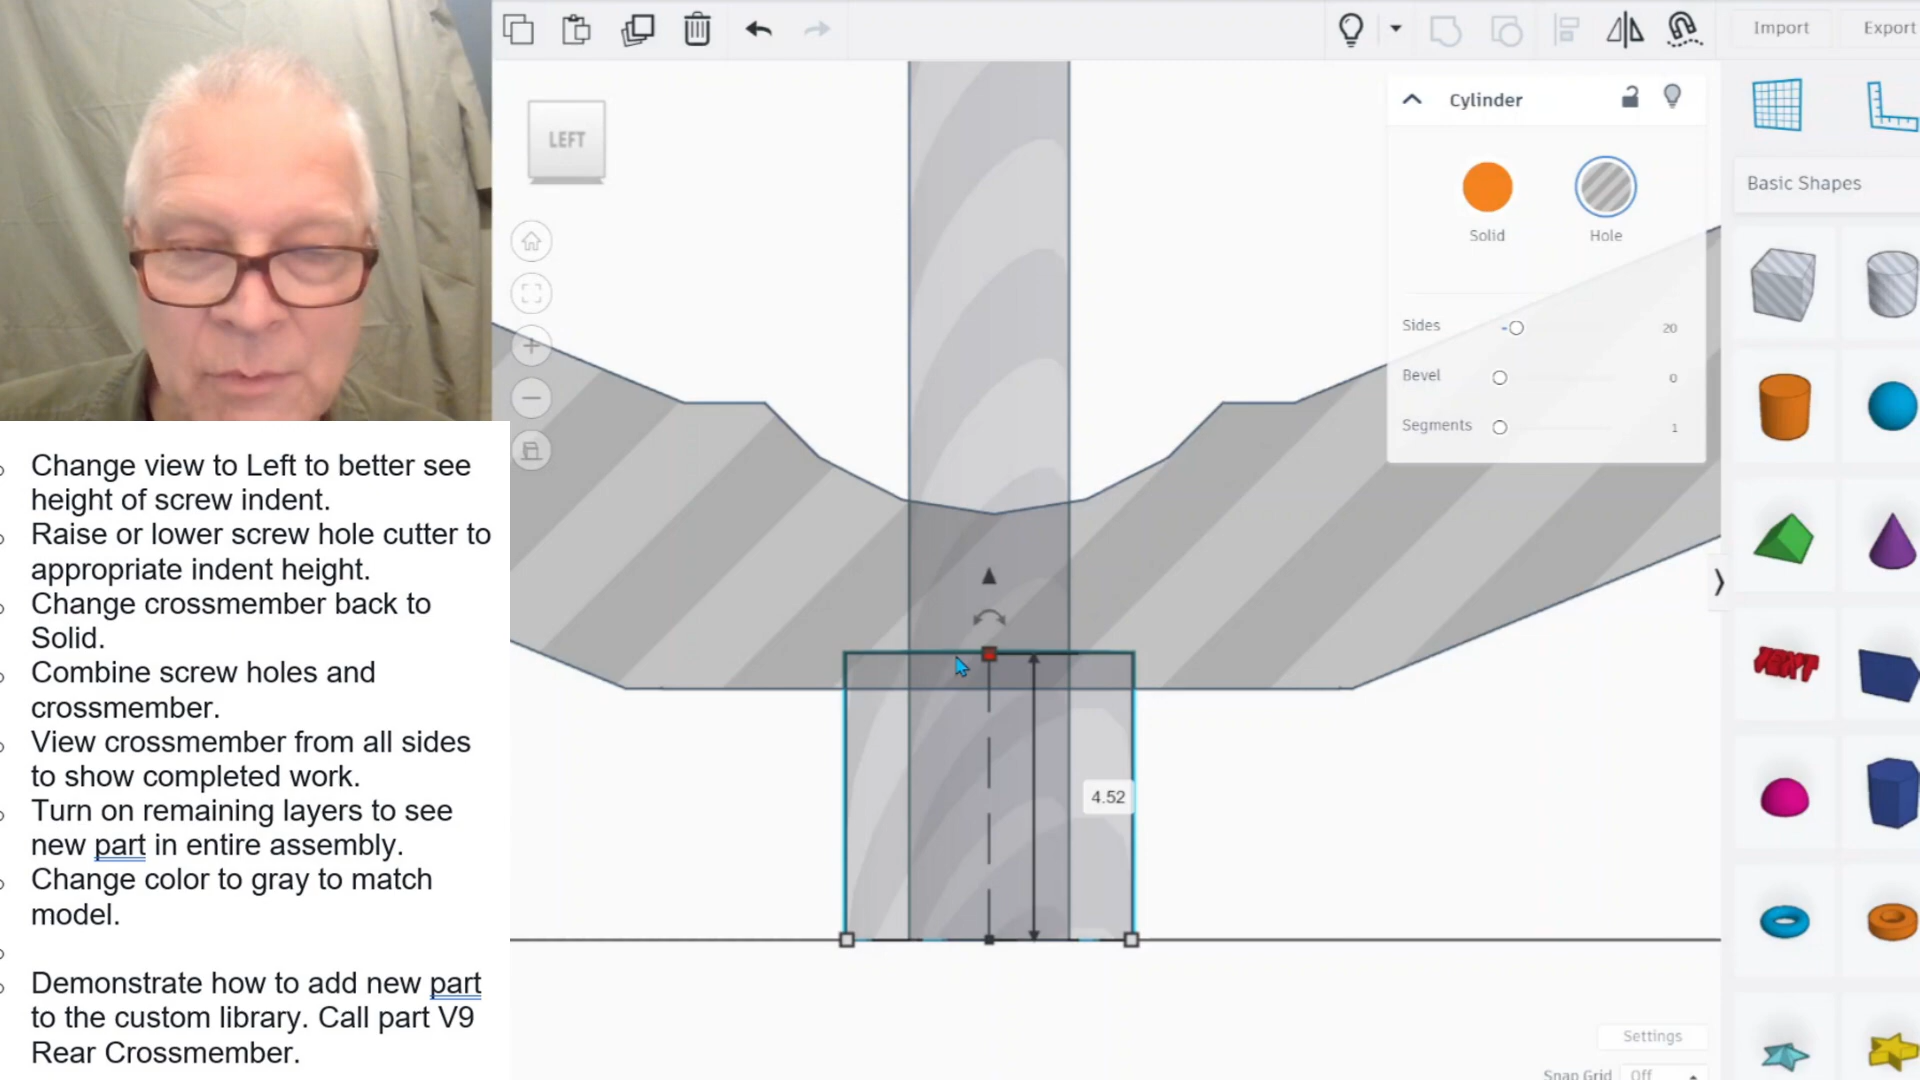 Import
Export
LEFT
Cylinder
Solid
Hole
Sides
20
Bevel
0
Segments
1
Basic Shapes
TEXT
4.52
Settings
Snap Grid
Off
Change view to Left to better see
height of screw indent.
Raise or lower screw hole cutter to
appropriate indent height.
Change crossmember back to
Solid.
Combine screw holes and
crossmember.
View crossmember from all sides
to show completed work.
Turn on remaining layers to see
new part in entire assembly.
Change color to gray to match
model.
Demonstrate how to add new part
to the custom library. Call part V9
Rear Crossmember.